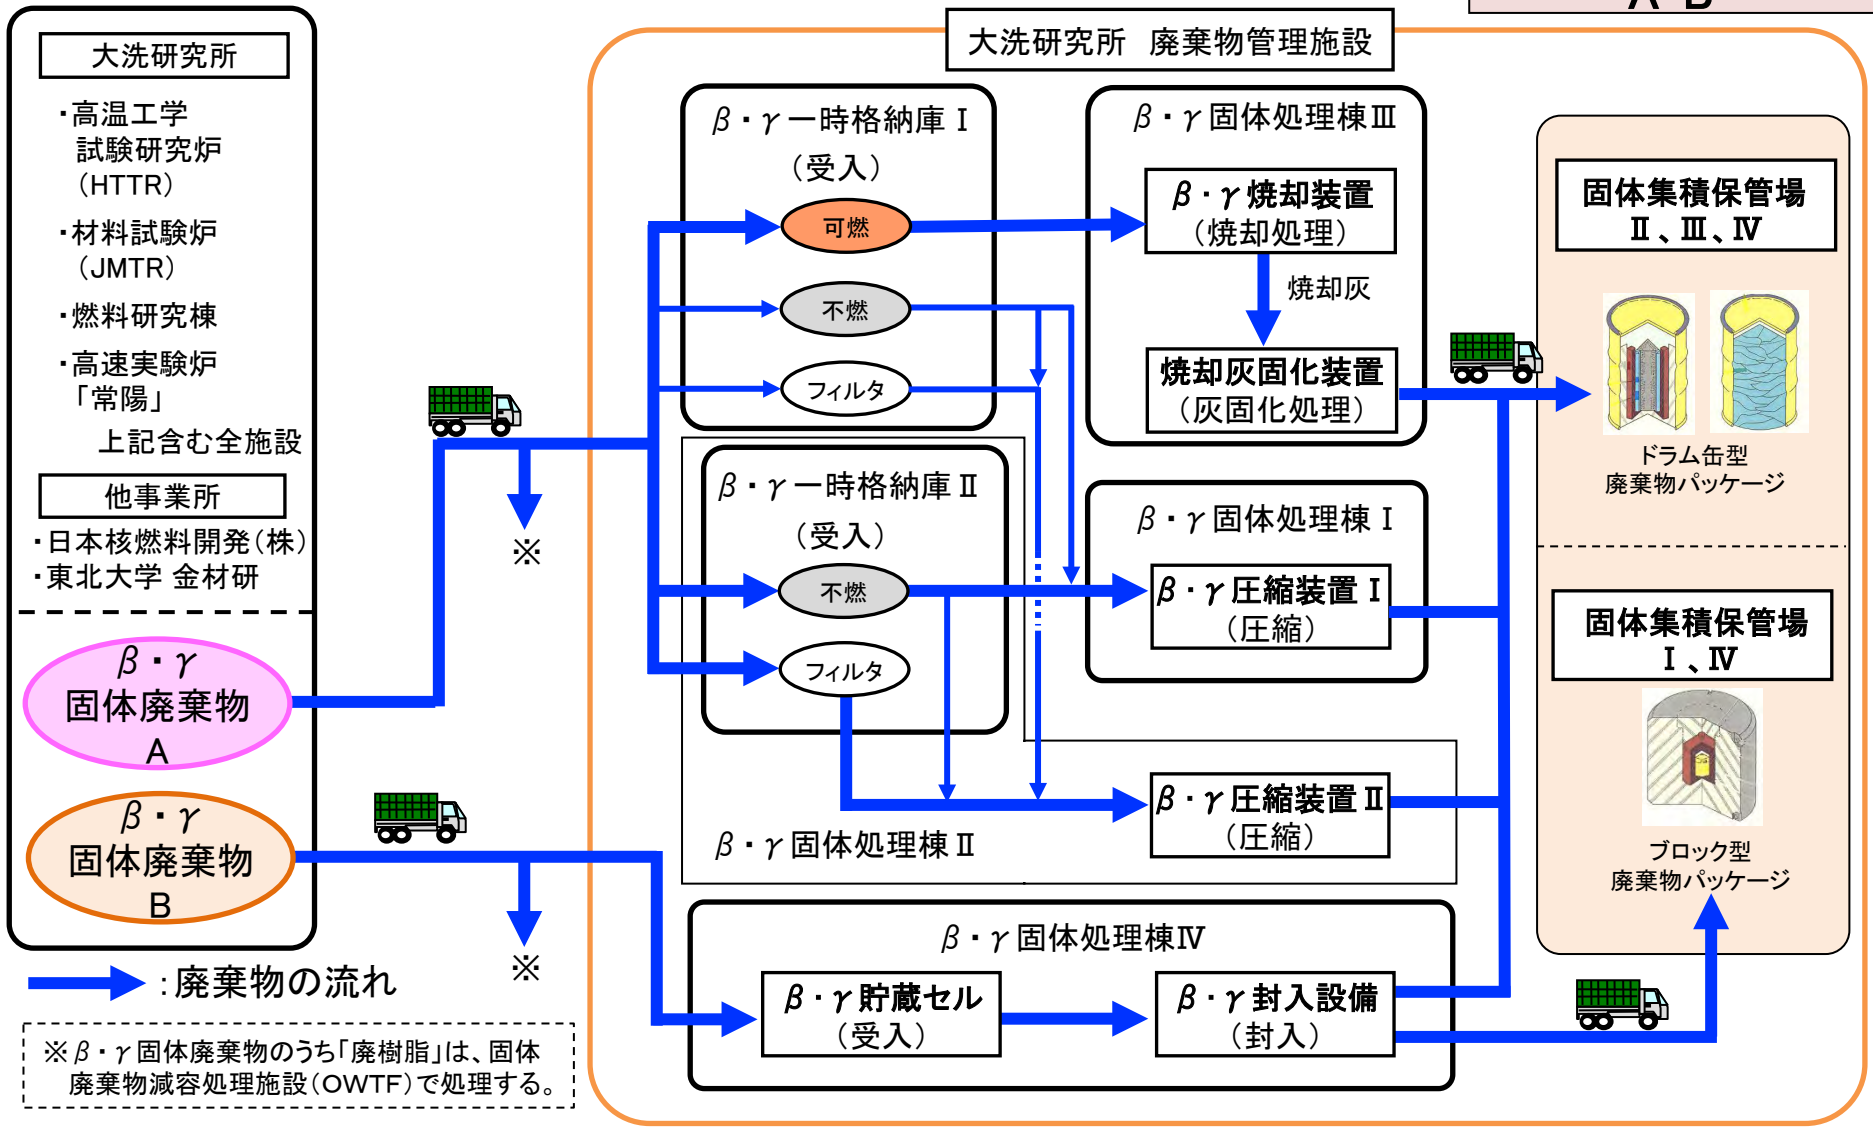 A B
大洗研究所
・高温工学
試験研究炉
(HTTR)
・材料試験炉
(JMTR)
・燃料研究棟
・高速実験炉
「常陽」
上記含む全施設
他事業所
・日本核燃料開発(株)
・東北大学 金材研
β・γ
固体廃棄物
A
β・γ
固体廃棄物
B
:廃棄物の流れ
※β・γ固体廃棄物のうち「廃樹脂」は、固体
廃棄物減容処理施設(OWTF)で処理する。
※
※
大洗研究所 廃棄物管理施設
β・γ一時格納庫Ⅰ
(受入)
可燃
不燃
フィルタ
β・γ一時格納庫Ⅱ
(受入)
不燃
フィルタ
β・γ固体処理棟Ⅱ
β・γ固体処理棟Ⅲ
β・γ焼却装置
(焼却処理)
焼却灰
焼却灰固化装置
(灰固化処理)
β・γ固体処理棟Ⅰ
β・γ圧縮装置Ⅰ
(圧縮)
β・γ圧縮装置Ⅱ
(圧縮)
β・γ固体処理棟Ⅳ
β・γ貯蔵セル
(受入)
β・γ封入設備
(封入)
固体集積保管場
Ⅱ、Ⅲ、Ⅳ
ドラム缶型
廃棄物パッケージ
固体集積保管場
Ⅰ、Ⅳ
ブロック型
廃棄物パッケージ